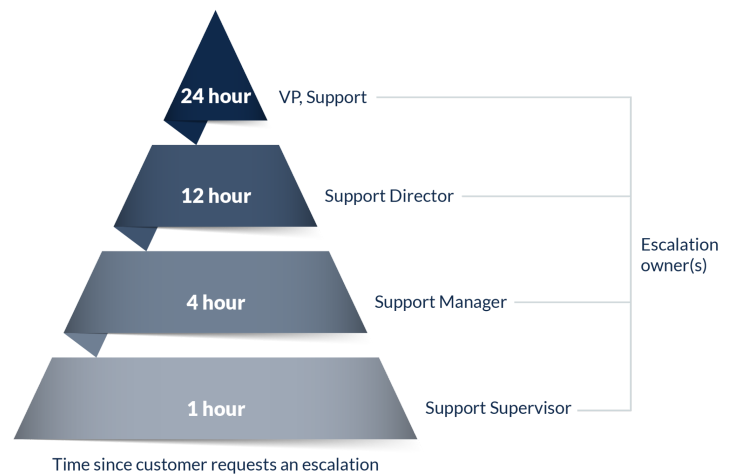 24 hour
VP, Support
12 hour
Support Director
Escalation
owner(s)
4 hour
Support Manager
1 hour
Support Supervisor
Time since customer requests an escalation